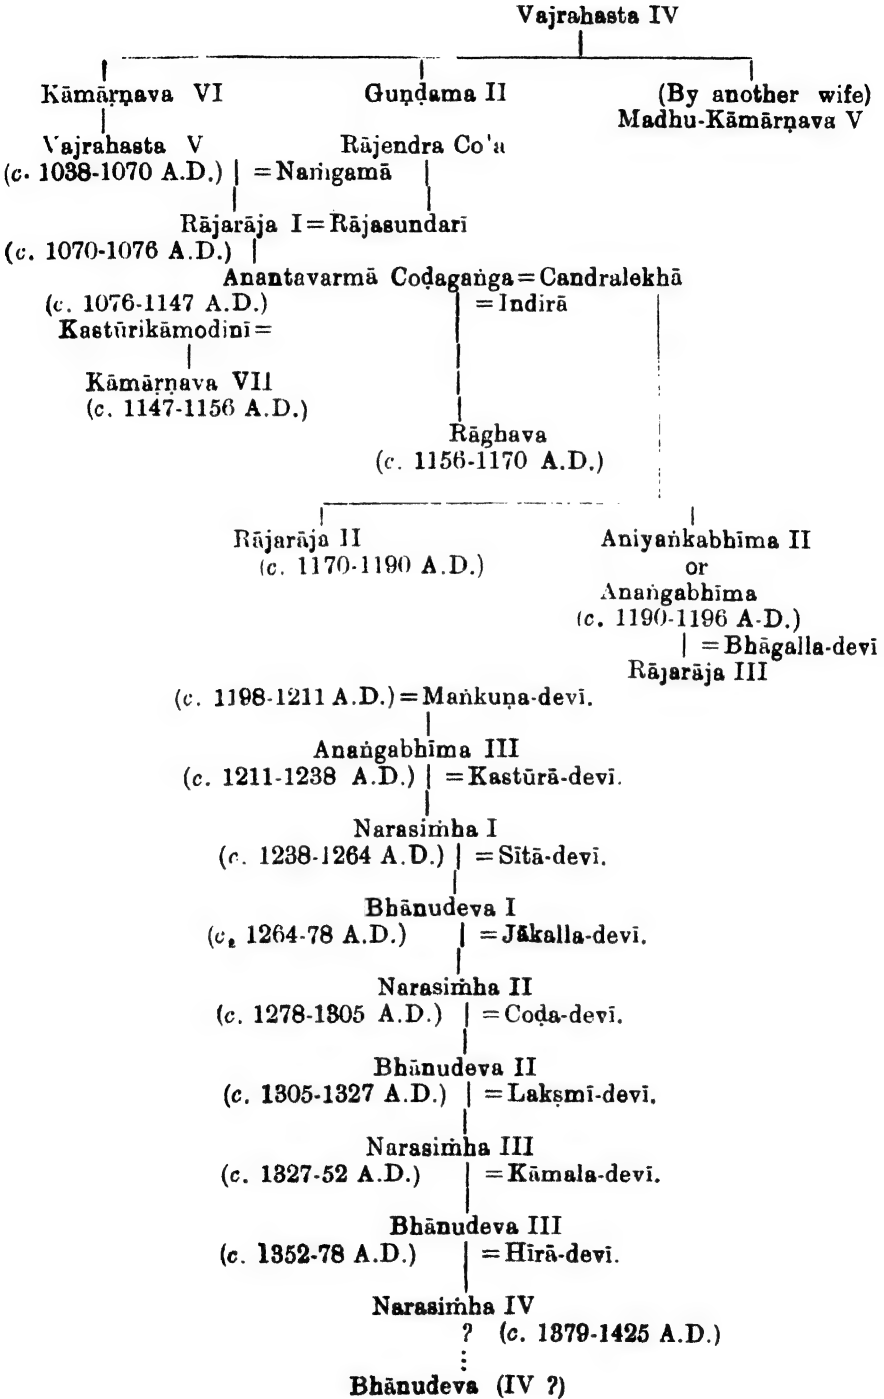 Vajrahasta IV
Kāmārṇava VI Guṇḍama II (By another wife)
Madhu-Kāmārṇava V
Vajrahasta V Rājendra Co'a
(c. 1038-1070 A.D.) | = Naṁgamā |
Rājarāja I = Rājasundarī
(c. 1070-1076 A.D.) |
Anantavarmā Coḍagaṅga = Candralekhā
(c. 1076-1147 A.D.) = Indirā
Kastūrikāmodinī =
Kāmārṇava VII
(c. 1147-1156 A.D.)
Rāghava
(c. 1156-1170 A.D.)
Rājarāja II Aniyaṅkabhīma II
(c. 1170-1190 A.D.) or
Anaṅgabhīma
(c. 1190-1196 A-D.)
| = Bhāgalla-devī
Rājarāja III
(c. 1198-1211 A.D.) = Maṅkuṇa-devī.
Anaṅgabhīma III
(c. 1211-1238 A.D.) | = Kastūrā-devī.
Narasiṁha I
(c. 1238-1264 A.D.) | = Sītā-devī.
Bhānudeva I
(c. 1264-78 A.D.) | = Jākalla-devī.
Narasiṁha II
(c. 1278-1305 A.D.) | = Coḍa-devī.
Bhānudeva II
(c. 1305-1327 A.D.) | = Lakṣmī-devī.
Narasiṁha III
(c. 1327-52 A.D.) | = Kāmala-devī.
Bhānudeva III
(c. 1352-78 A.D.) | = Hīrā-devī.
Narasiṁha IV
? (c. 1379-1425 A.D.)
Bhānudeva (IV ?)